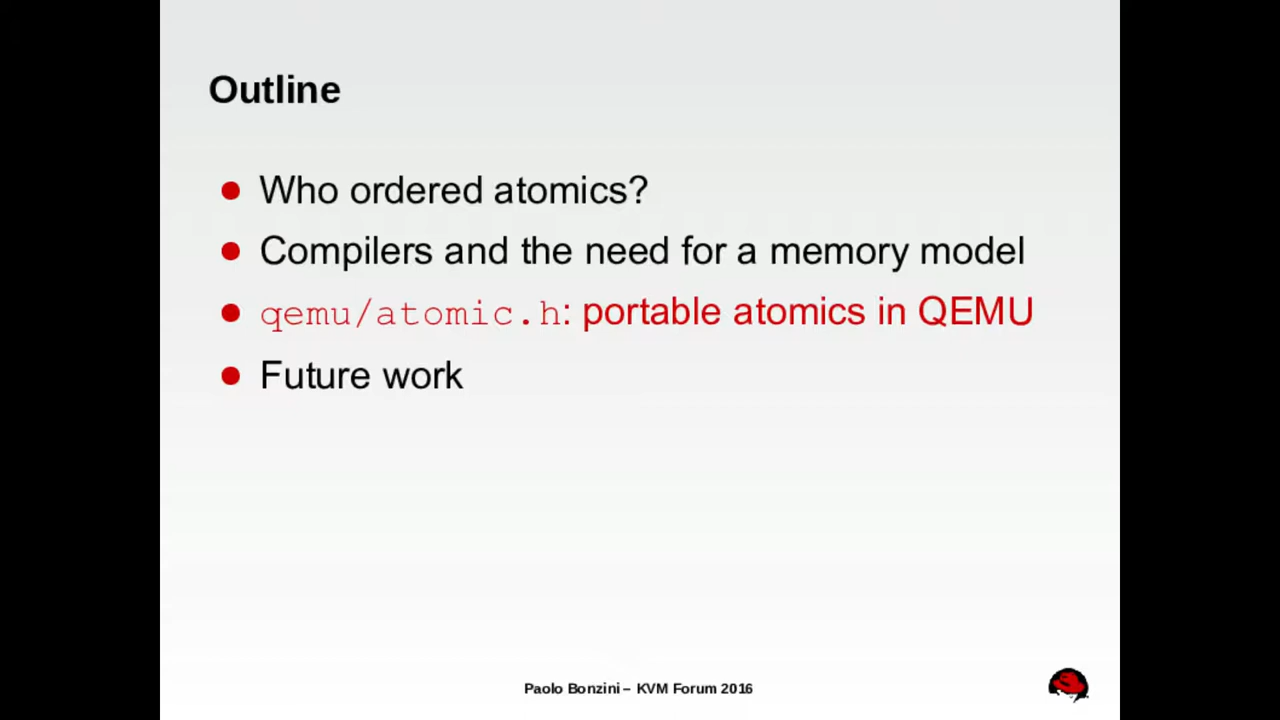 Outline
Who ordered atomics?
Compilers and the need for a memory model
qemu/atomic.h: portable atomics in QEMU
Future work
Paolo Bonzini – KVM Forum 2016